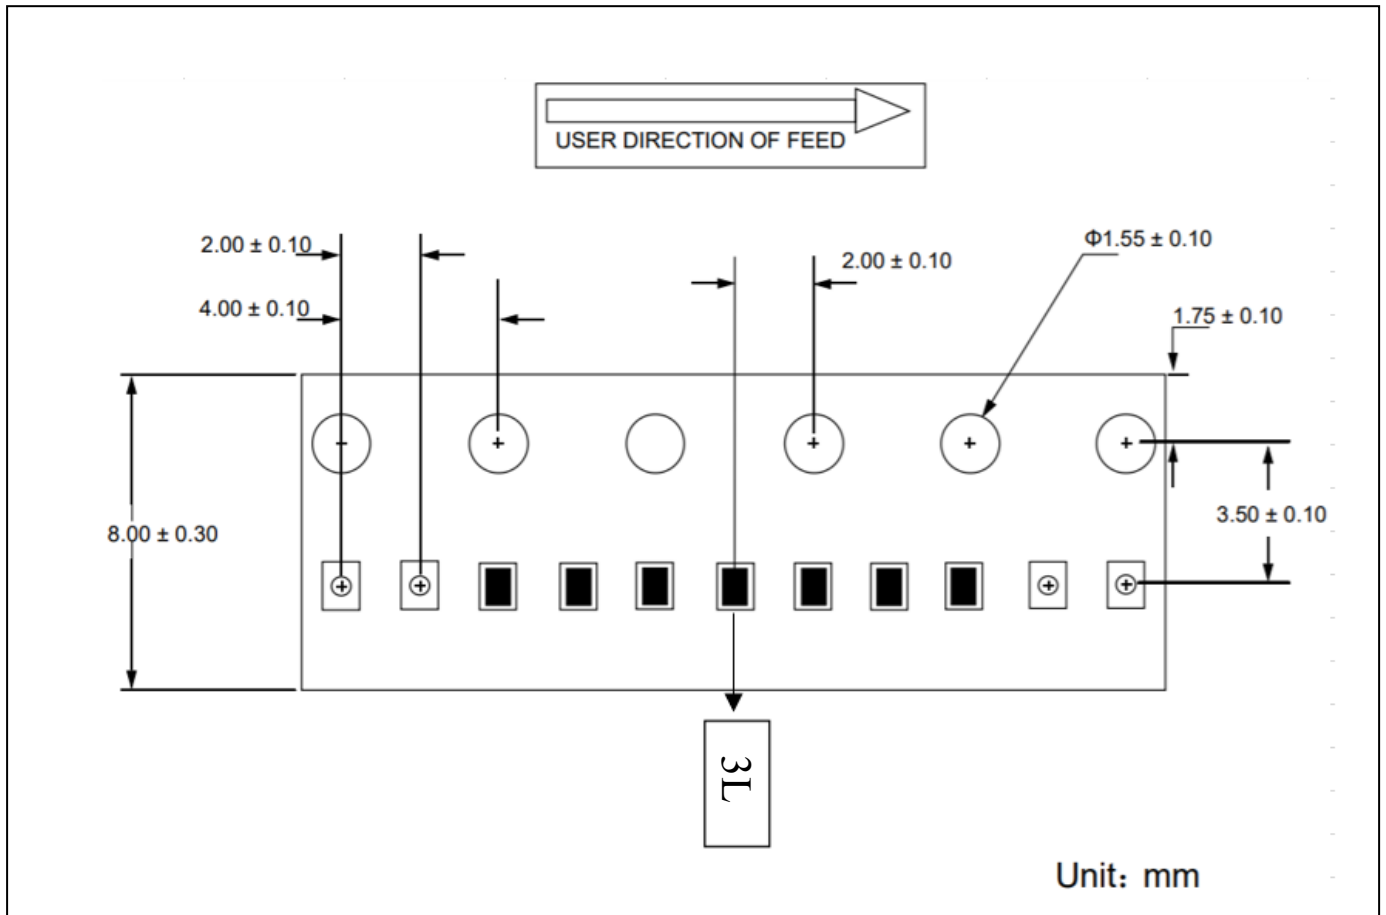 USER DIRECTION OF FEED
2.00 ± 0.10
2.00 ± 0.10
Φ1.55 ± 0.10
4.00 ± 0.10
1.75 ± 0.10
8.00 ± 0.30
3.50 ± 0.10
3L
Unit: mm